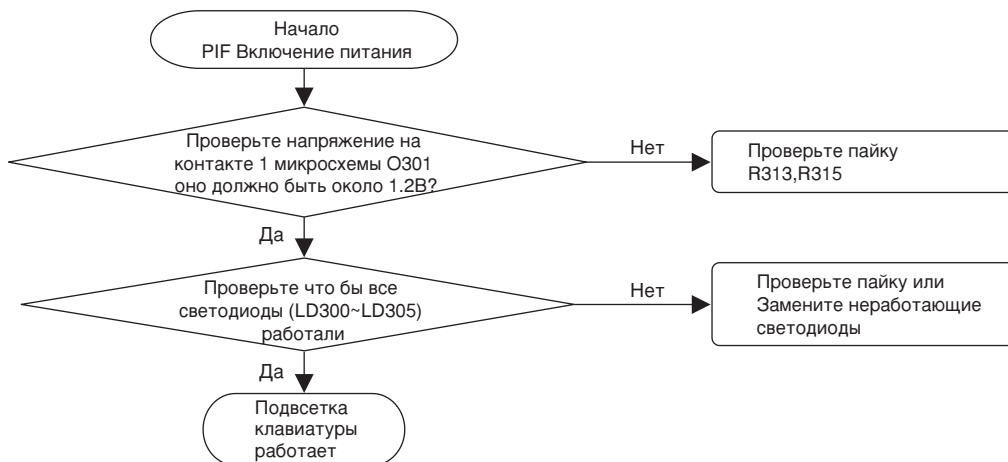 Начало
PIF Включение питания
Проверьте напряжение на
контакте 1 микросхемы O301
оно должно быть около 1.2В?
Нет
Проверьте пайку
R313,R315
Да
Проверьте что бы все
светодиоды (LD300~LD305)
работали
Нет
Проверьте пайку или
Замените неработающие
светодиоды
Да
Подвсетка
клавиатуры
работает